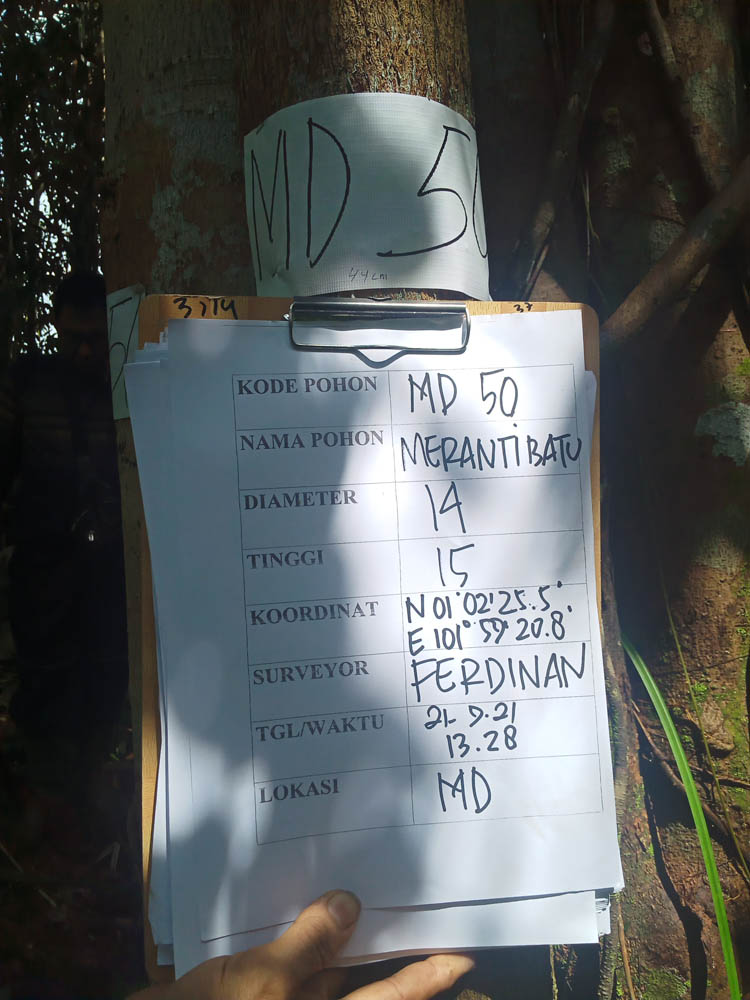 MD 50
44cm
37
KODE POHON MD 50
NAMA POHON MERANTI BATU
DIAMETER 14
TINGGI 15
KOORDINAT N 01°02'25.5"
E 101°59'20.8"
SURVEYOR FERDINAN
TGL/WAKTU 21-9-21
13.28
LOKASI MD